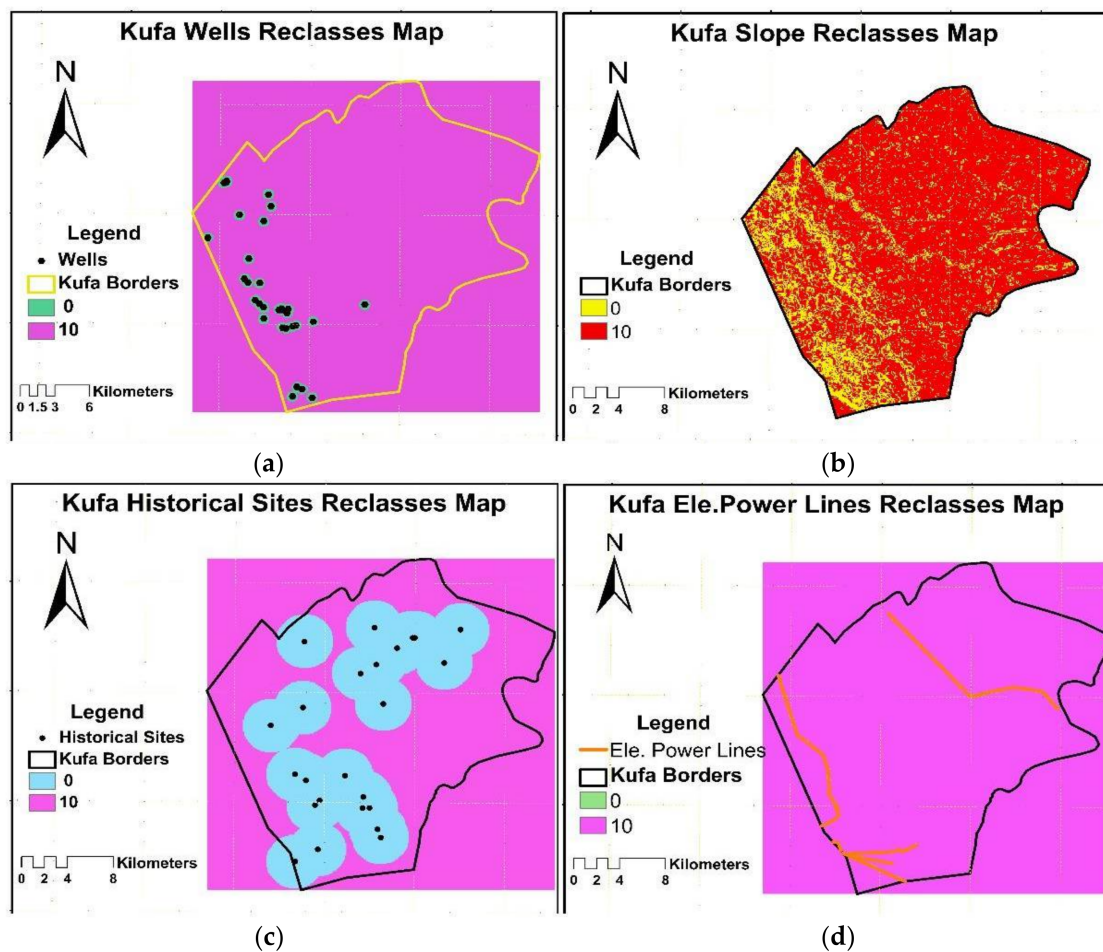 Kufa Wells Reclasses Map
N
Legend
Wells
Kufa Borders
0
10
Kilometers
0 1.5 3 6
(a)
Kufa Slope Reclasses Map
N
Legend
Kufa Borders
0
10
Kilometers
0 2 4 8
(b)
Kufa Historical Sites Reclasses Map
N
Legend
Historical Sites
Kufa Borders
0
10
Kilometers
0 2 4 8
(c)
Kufa Ele.Power Lines Reclasses Map
N
Legend
Ele. Power Lines
Kufa Borders
0
10
Kilometers
0 2 4 8
(d)